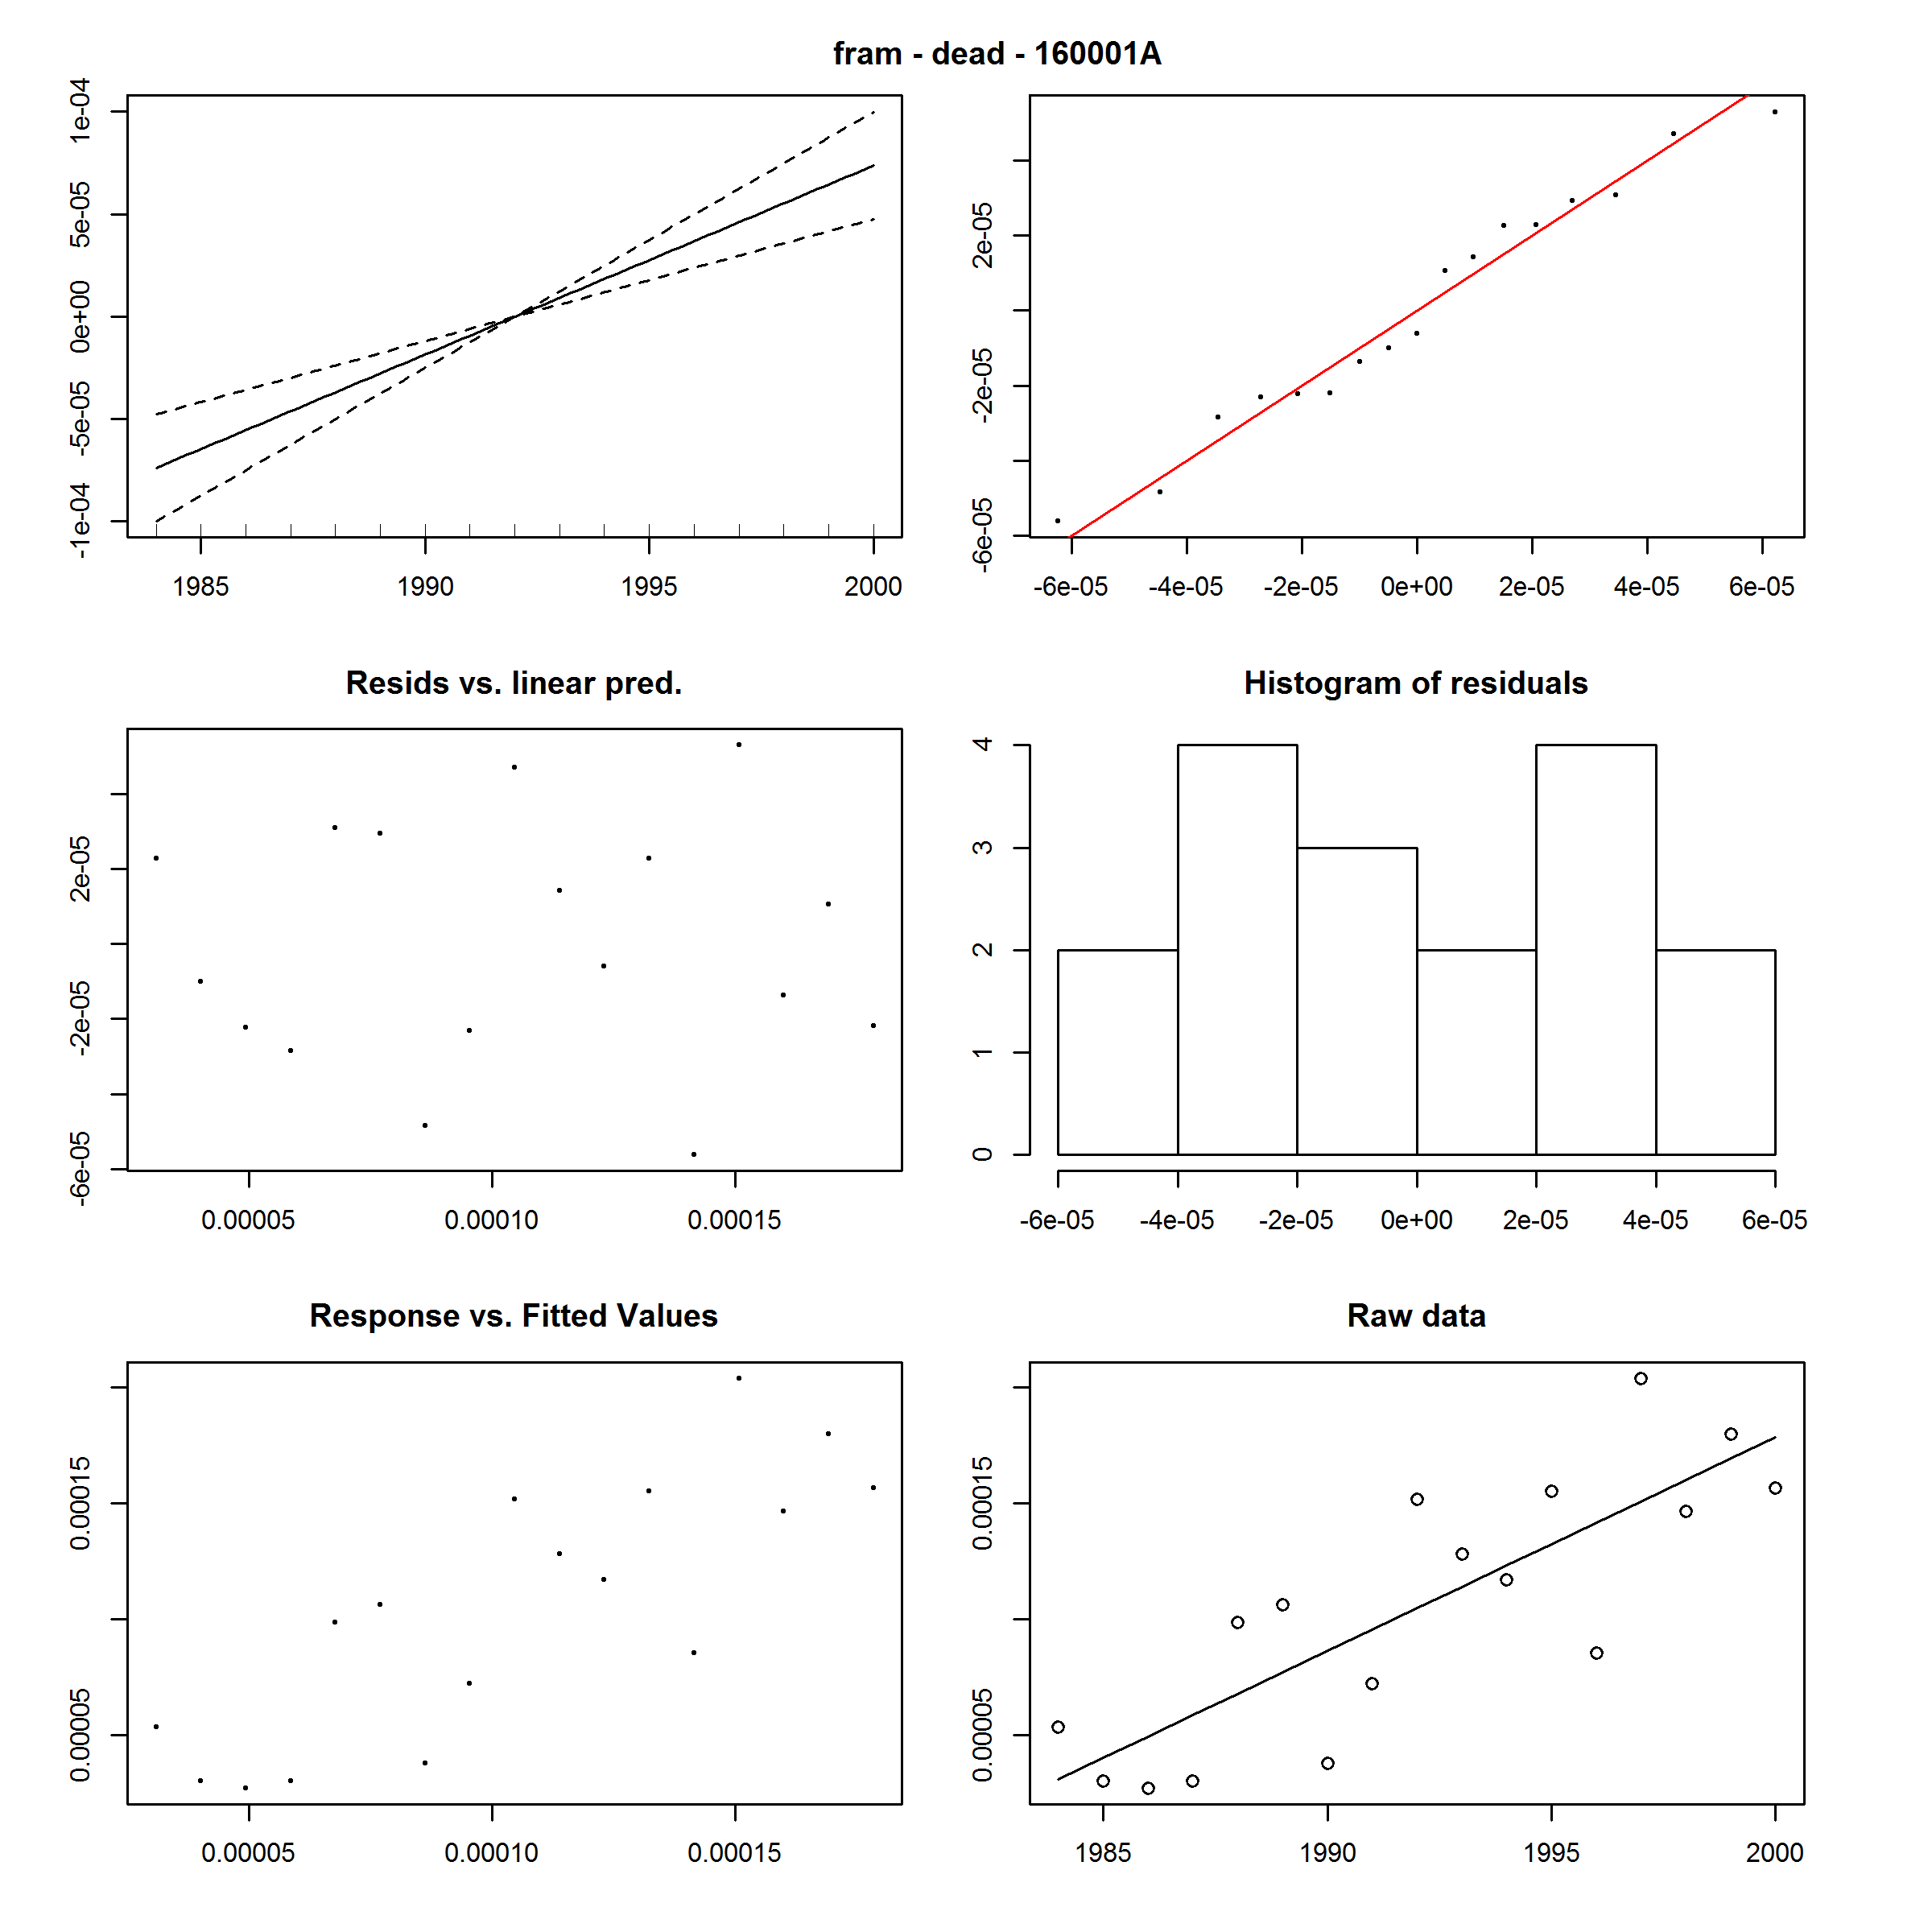 fram - dead - 160001A
1e-04
5e-05
0e+00
-5e-05
-1e-04
1985 1990 1995 2000
2e-05
-2e-05
-6e-05
-6e-05 -4e-05 -2e-05 0e+00 2e-05 4e-05 6e-05
Resids vs. linear pred.
2e-05
-2e-05
-6e-05
0.00005 0.00010 0.00015
Histogram of residuals
4
3
2
1
0
-6e-05 -4e-05 -2e-05 0e+00 2e-05 4e-05 6e-05
Response vs. Fitted Values
0.00015
0.00005
0.00005 0.00010 0.00015
Raw data
0.00015
0.00005
1985 1990 1995 2000